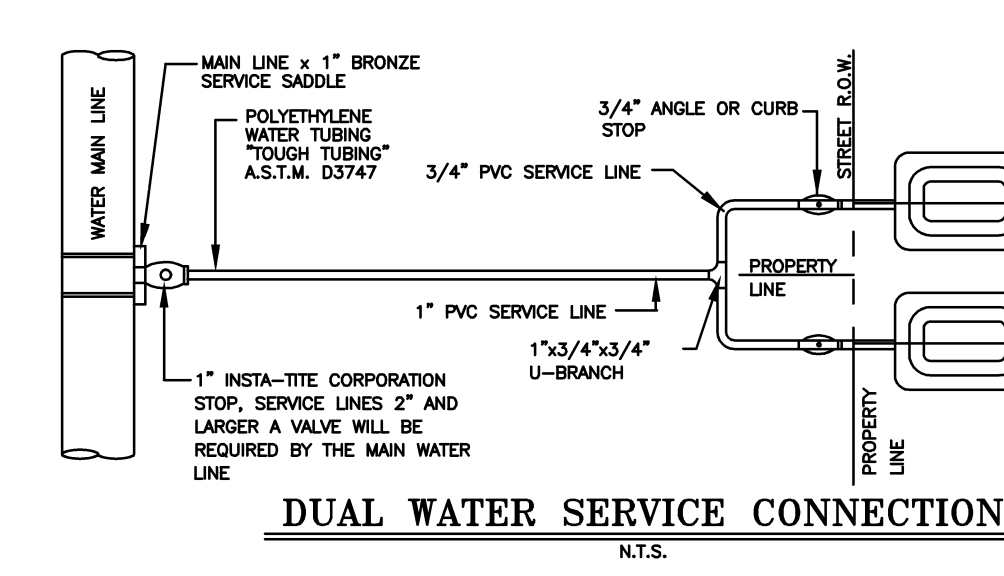 MAIN LINE x 1" BRONZE
SERVICE SADDLE
WATER MAIN LINE
POLYETHYLENE
WATER TUBING
"TOUGH TUBING"
A.S.T.M. D3747
3/4" ANGLE OR CURB
STOP
STREET R.O.W.
3/4" PVC SERVICE LINE
PROPERTY
LINE
1" PVC SERVICE LINE
1"x3/4"x3/4"
U-BRANCH
1" INSTA-TITE CORPORATION
STOP, SERVICE LINES 2" AND
LARGER A VALVE WILL BE
REQUIRED BY THE MAIN WATER
LINE
PROPERTY
LINE
DUAL WATER SERVICE CONNECTION
N.T.S.